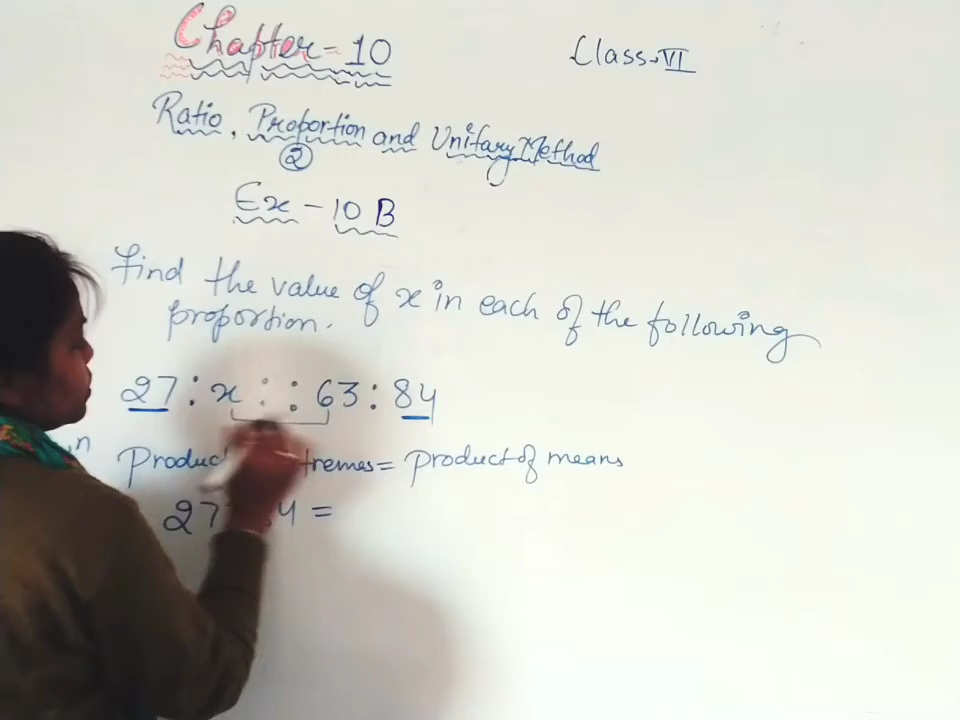 Chapter-10
Class-VI
Ratio, Proportion and Unitary Method
2
Ex - 10 B
Find the value of x in each of the following
proportion.
27 : x :: 63 : 84
n
Produc tremes = product of means
27 4 =